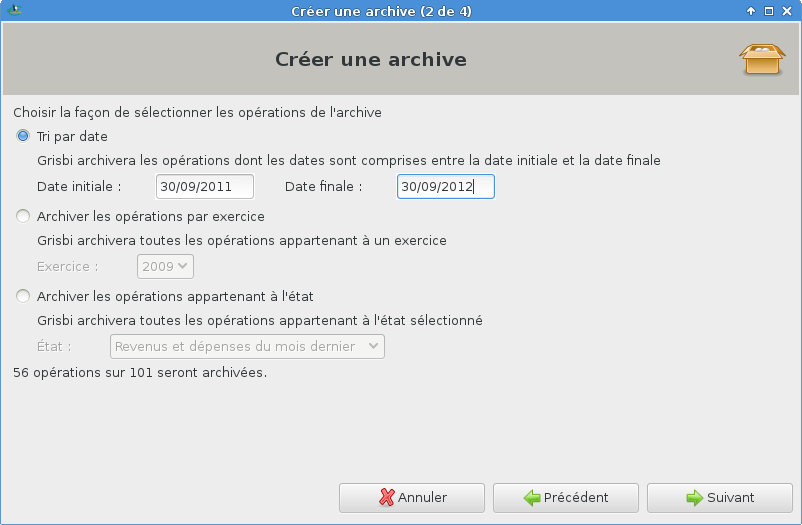 Créer une archive (2 de 4)
Créer une archive
Choisir la façon de sélectionner les opérations de l'archive
Tri par date
Grisbi archivera les opérations dont les dates sont comprises entre la date initiale et la date finale
Date initiale : 30/09/2011 Date finale : 30/09/2012
Archiver les opérations par exercice
Grisbi archivera toutes les opérations appartenant à un exercice
Exercice : 2009
Archiver les opérations appartenant à l'état
Grisbi archivera toutes les opérations appartenant à l'état sélectionné
État : Revenus et dépenses du mois dernier
56 opérations sur 101 seront archivées.
Annuler Précédent Suivant